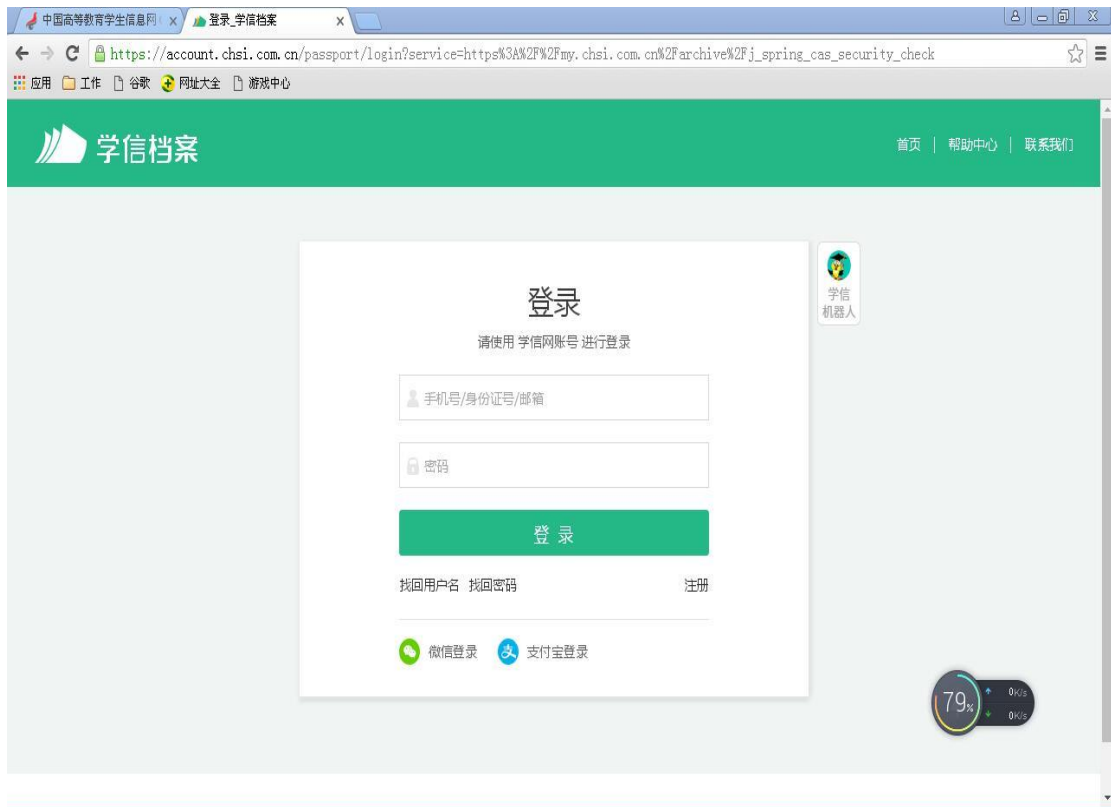 中国高等教育学生信息网（
登录_学信档案
https://account.chsi.com.cn/passport/login?service=https%3A%2F%2Fmy.chsi.com.cn%2Farchive%2Fj_spring_cas_security_check
应用 工作 谷歌 网址大全 游戏中心
学信档案
首页 | 帮助中心 | 联系我们
登录
请使用 学信网账号 进行登录
学信
机器人
手机号/身份证号/邮箱
密码
登 录
找回用户名 找回密码 注册
微信登录 支付宝登录
79%
0K/s
0K/s